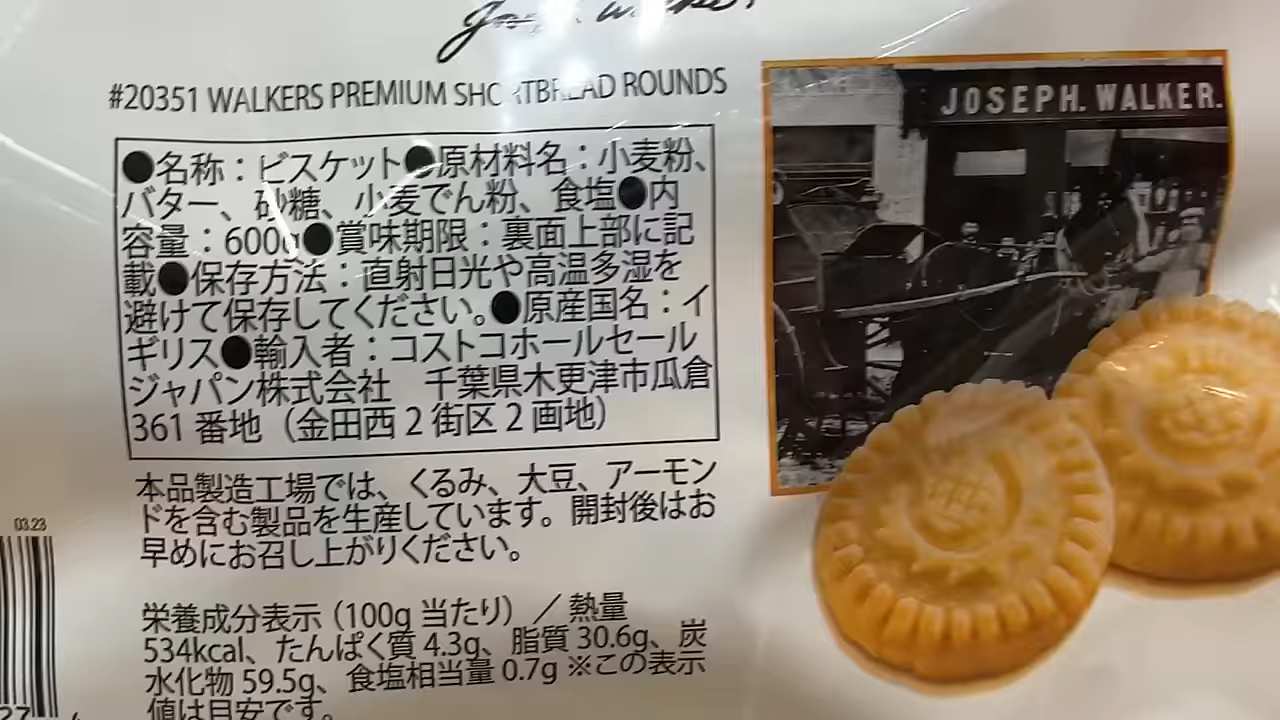 #20351 WALKERS PREMIUM SHORTBREAD ROUNDS
JOSEPH. WALKER.
●名称：ビスケット●原材料名：小麦粉、
バター、砂糖、小麦でん粉、食塩●内
容量：600g●賞味期限：裏面上部に記
載●保存方法：直射日光や高温多湿を
避けて保存してください。●原産国名：イ
ギリス●輸入者：コストコホールセール
ジャパン株式会社　千葉県木更津市瓜倉
361 番地（金田西 2 街区 2 画地）
本品製造工場では、くるみ、大豆、アーモン
ドを含む製品を生産しています。開封後はお
早めにお召し上がりください。
03.23
栄養成分表示（100g 当たり）／熱量
534kcal、たんぱく質 4.3g、脂質 30.6g、炭
水化物 59.5g、食塩相当量 0.7g ※この表示
値は目安です。